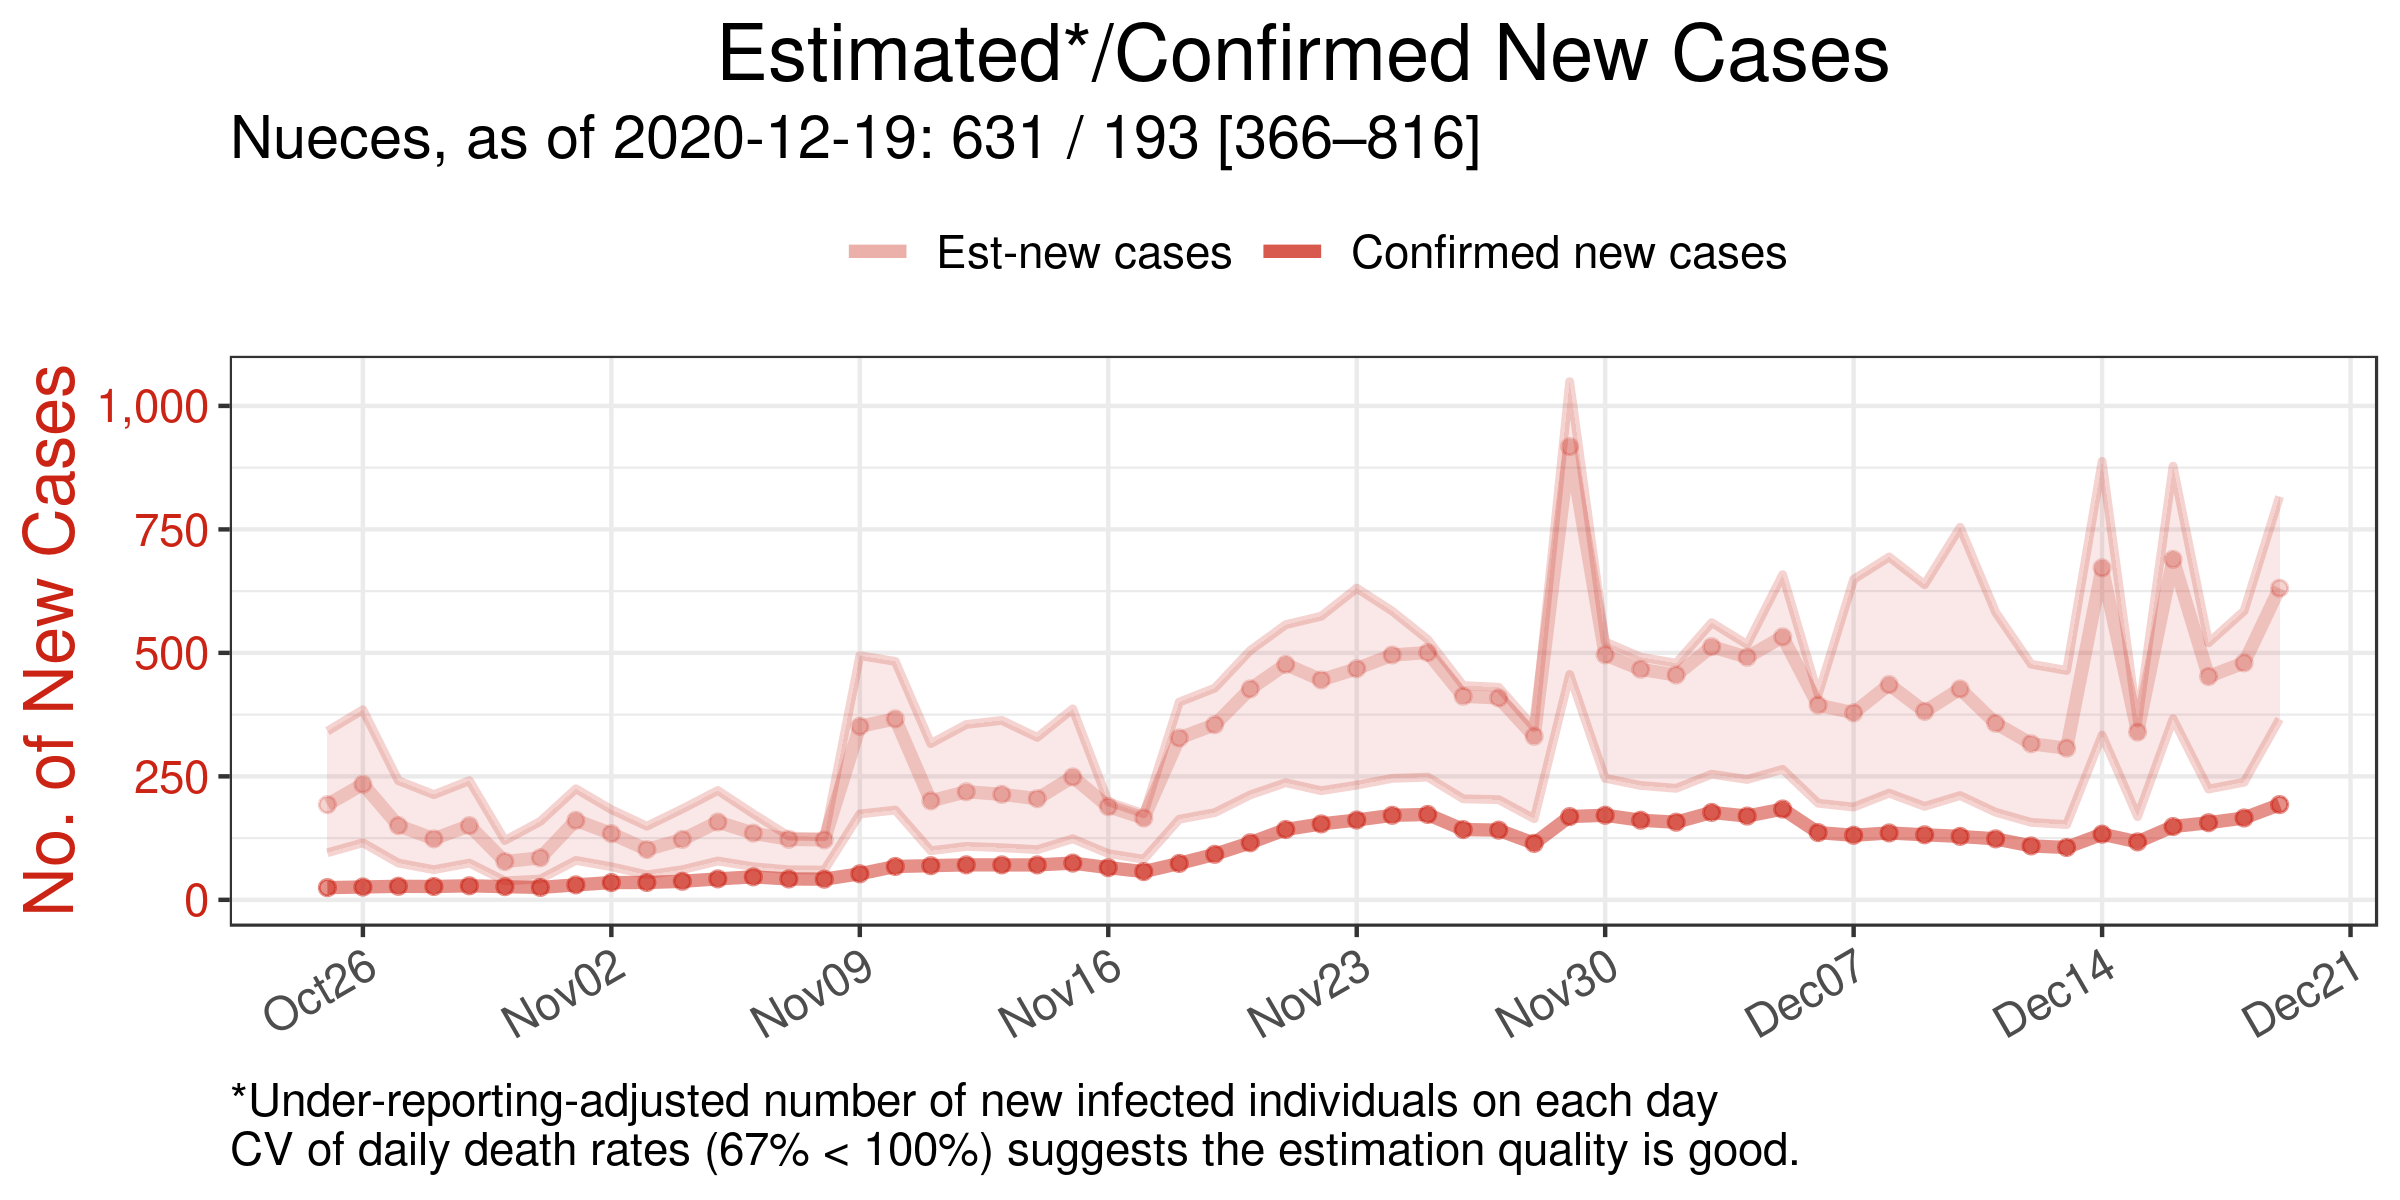 Estimated*/Confirmed New Cases
Nueces, as of 2020-12-19: 631 / 193 [366–816]
Est-new cases
Confirmed new cases
No. of New Cases
1,000
750
500
250
0
Oct26
Nov02
Nov09
Nov16
Nov23
Nov30
Dec07
Dec14
Dec21
*Under-reporting-adjusted number of new infected individuals on each day
CV of daily death rates (67% < 100%) suggests the estimation quality is good.